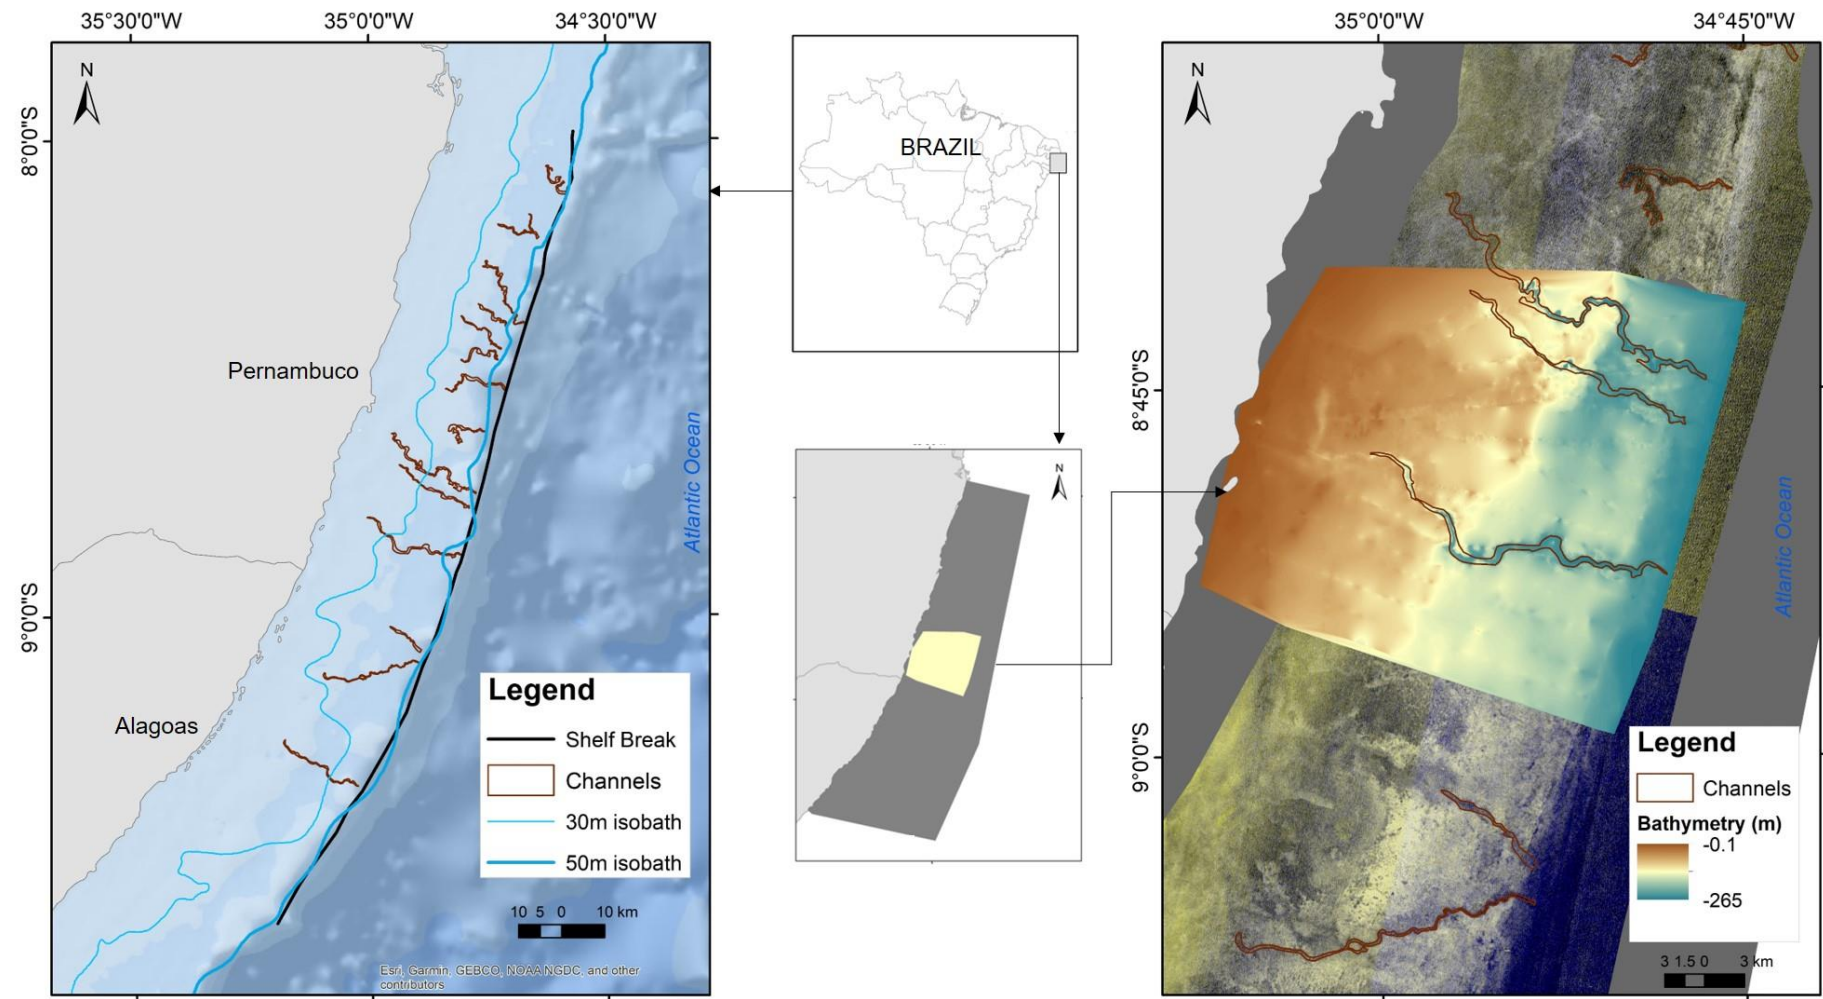 35°30'0"W
35°0'0"W
34°30'0"W
N
8°0'0"S
9°0'0"S
Pernambuco
Alagoas
Atlantic Ocean
Legend
Shelf Break
Channels
30m isobath
50m isobath
10 5 0 10 km
Esri, Garmin, GEBCO, NOAA NGDC, and other
contributors
BRAZIL
N
35°0'0"W
34°45'0"W
N
8°45'0"S
9°0'0"S
Atlantic Ocean
Legend
Channels
Bathymetry (m)
-0.1
-265
3 1.5 0 3 km